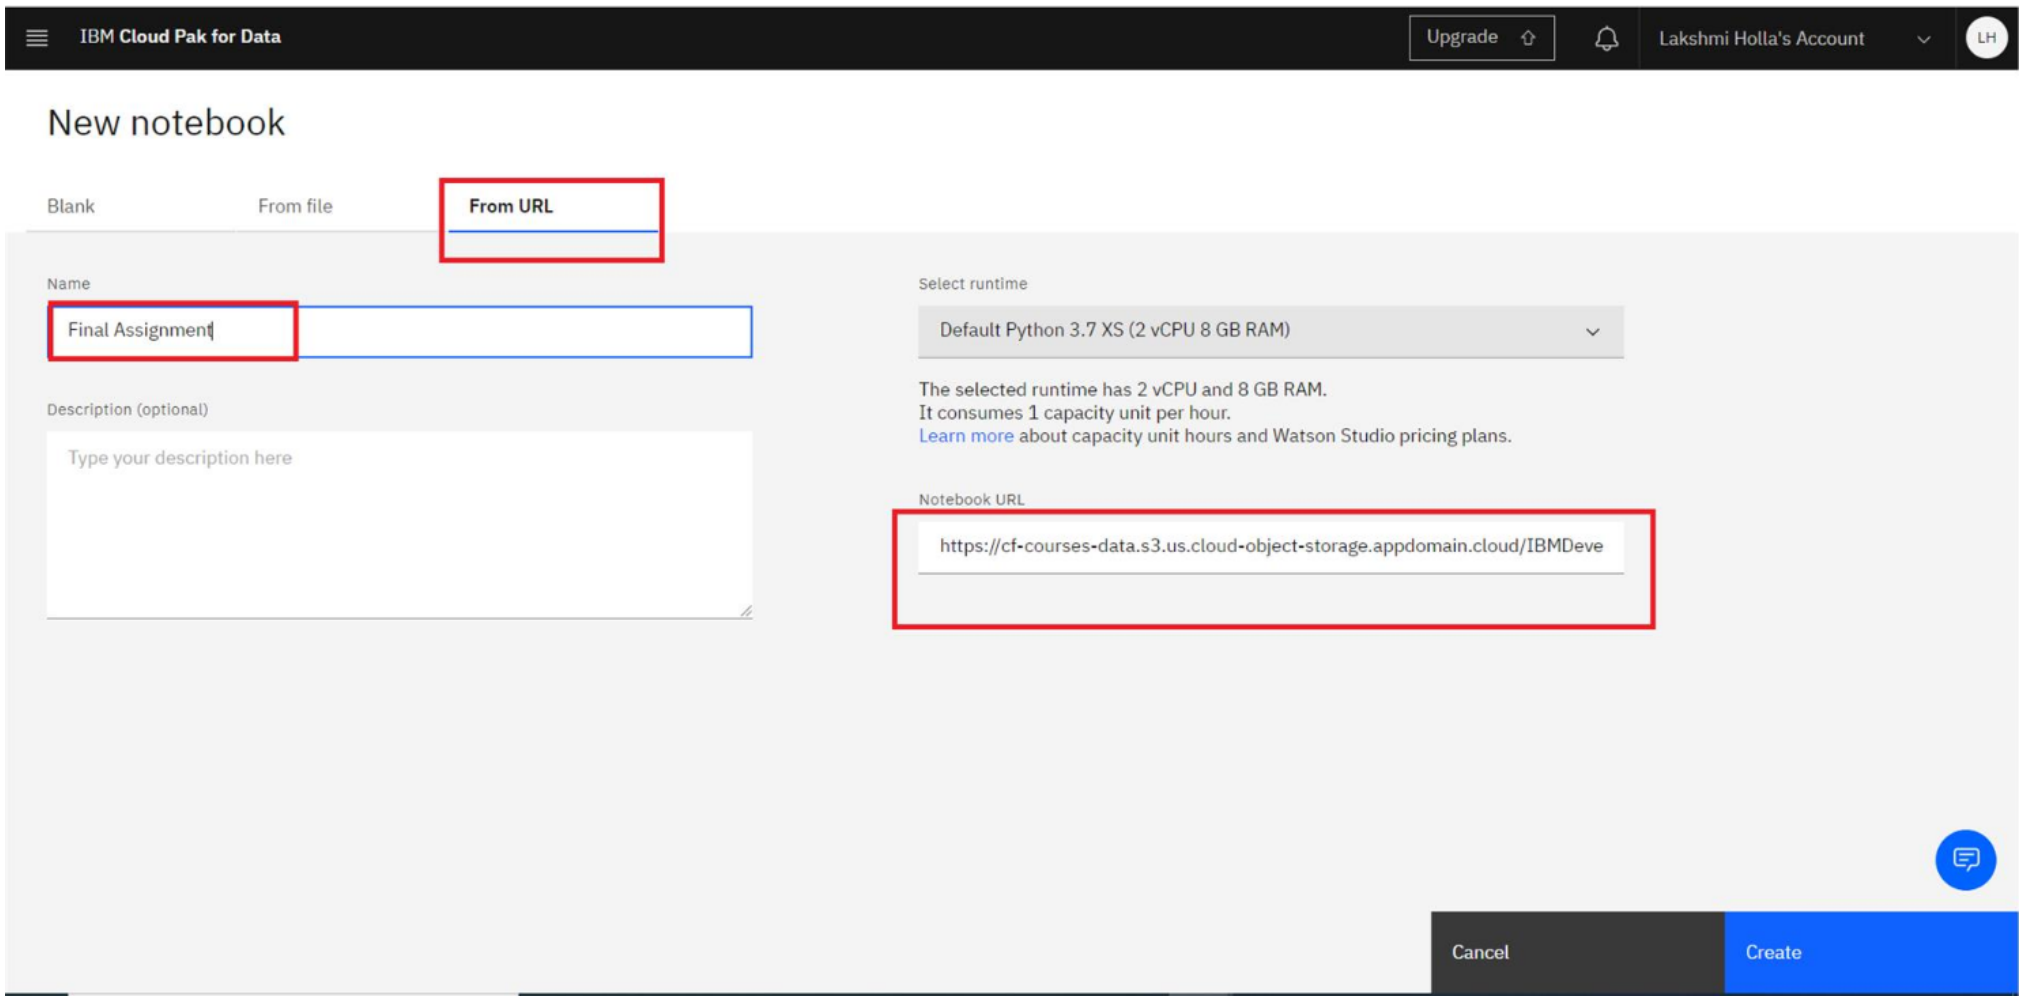 IBM Cloud Pak for Data
Upgrade
Lakshmi Holla's Account
LH
New notebook
Blank
From file
From URL
Name
Final Assignment
Description (optional)
Type your description here
Select runtime
Default Python 3.7 XS (2 vCPU 8 GB RAM)
The selected runtime has 2 vCPU and 8 GB RAM.
It consumes 1 capacity unit per hour.
Learn more about capacity unit hours and Watson Studio pricing plans.
Notebook URL
https://cf-courses-data.s3.us.cloud-object-storage.appdomain.cloud/IBMDeve
Cancel
Create